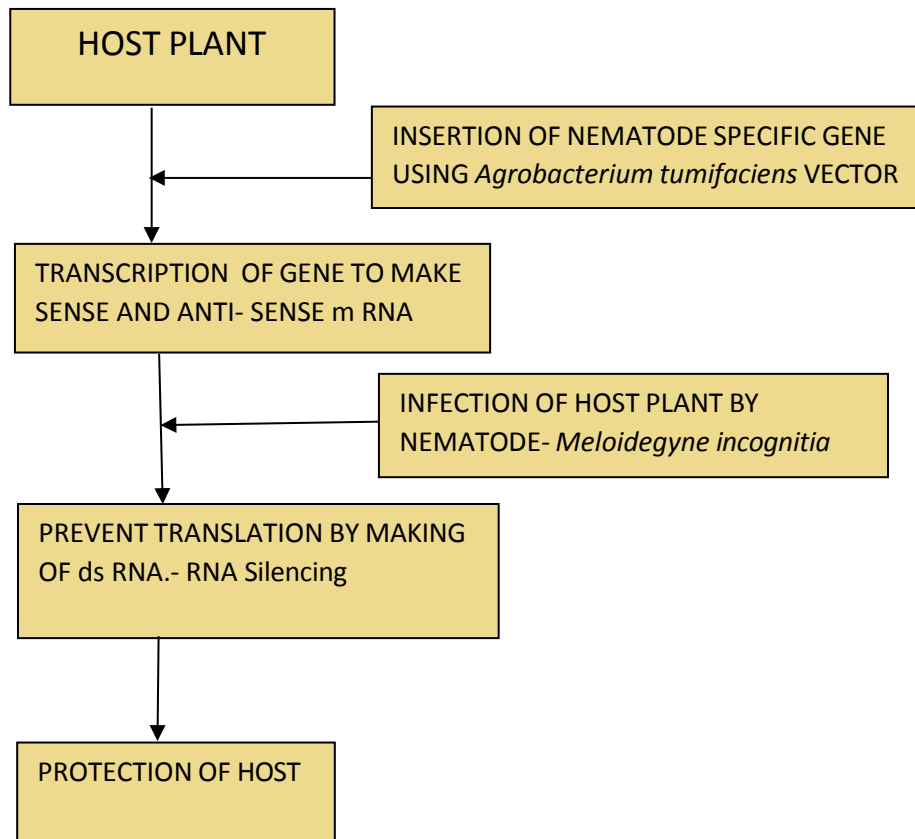 HOST PLANT
INSERTION OF NEMATODE SPECIFIC GENE
USING Agrobacterium tumifaciens VECTOR
TRANSCRIPTION OF GENE TO MAKE
SENSE AND ANTI- SENSE m RNA
INFECTION OF HOST PLANT BY
NEMATODE- Meloidegyne incognitia
PREVENT TRANSLATION BY MAKING
OF ds RNA.- RNA Silencing
PROTECTION OF HOST